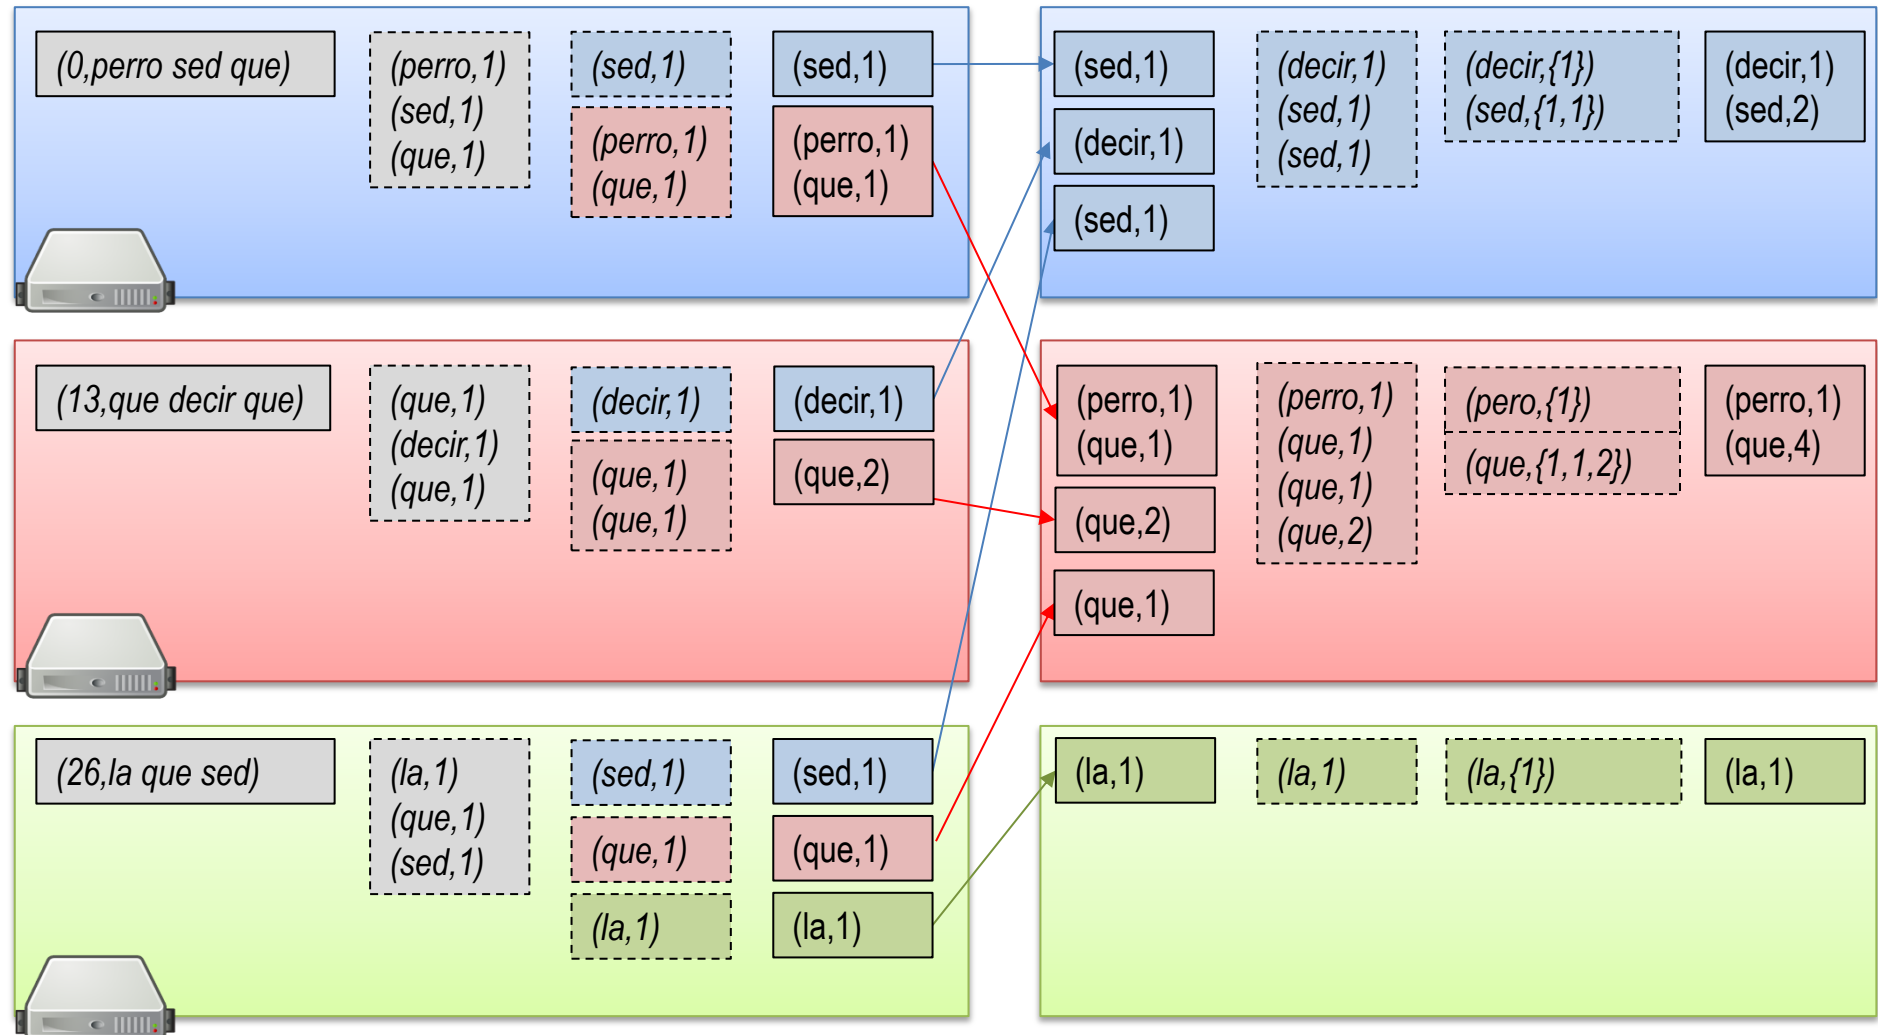 (0,perro sed que)
(perro,1)
(sed,1)
(que,1)
(sed,1)
(perro,1)
(que,1)
(sed,1)
(perro,1)
(que,1)
(sed,1)
(decir,1)
(sed,1)
(decir,1)
(sed,1)
(sed,1)
(decir,{1})
(sed,{1,1})
(decir,1)
(sed,2)
(13,que decir que)
(que,1)
(decir,1)
(que,1)
(decir,1)
(que,1)
(que,1)
(decir,1)
(que,2)
(perro,1)
(que,1)
(que,2)
(que,1)
(perro,1)
(que,1)
(que,1)
(que,2)
(pero,{1})
(que,{1,1,2})
(perro,1)
(que,4)
(26,la que sed)
(la,1)
(que,1)
(sed,1)
(sed,1)
(que,1)
(la,1)
(sed,1)
(que,1)
(la,1)
(la,1)
(la,1)
(la,{1})
(la,1)